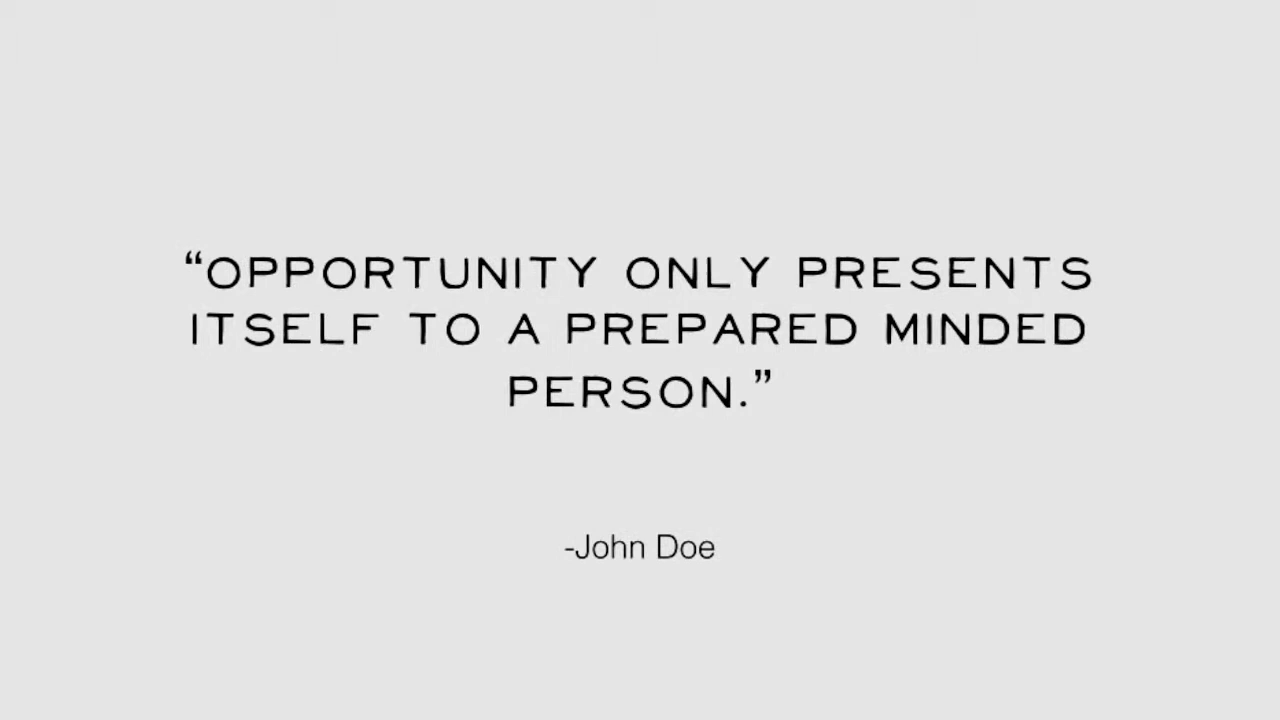 “OPPORTUNITY ONLY PRESENTS
ITSELF TO A PREPARED MINDED
PERSON.”
-John Doe